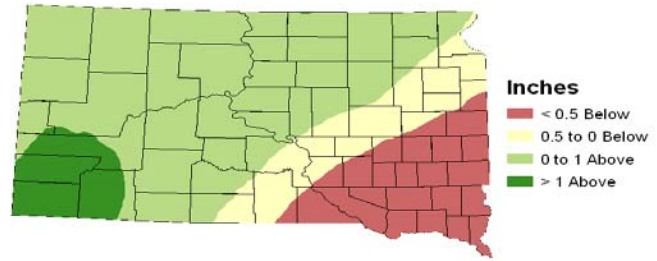 Inches
< 0.5 Below
0.5 to 0 Below
0 to 1 Above
> 1 Above